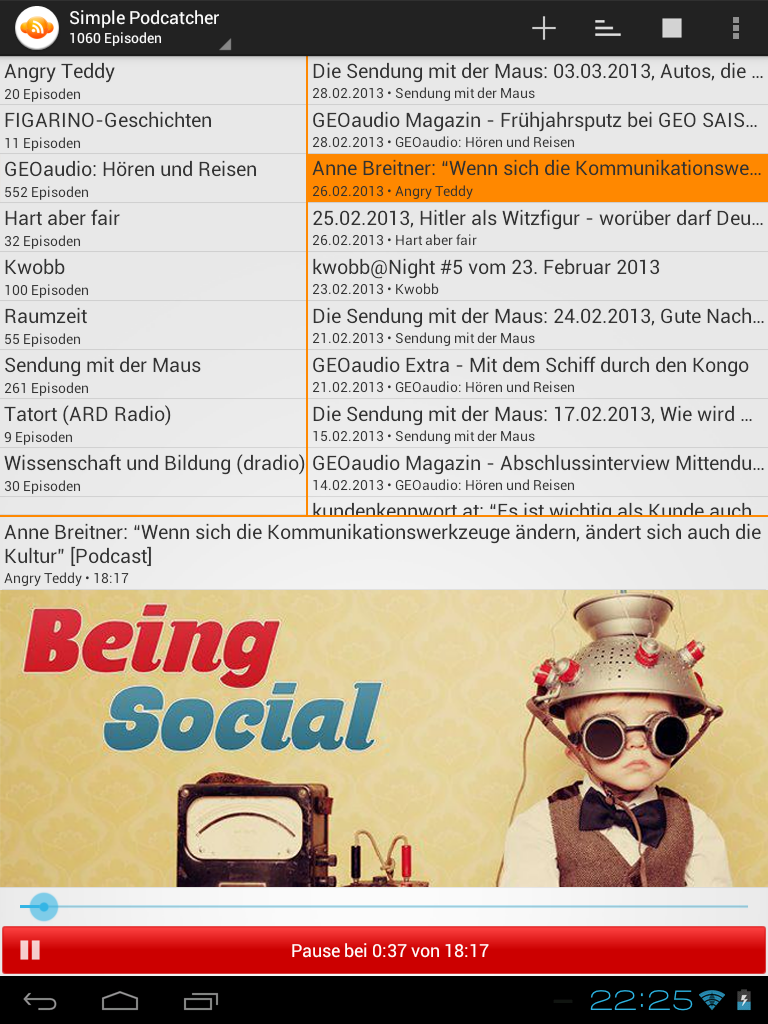 Simple Podcatcher
1060 Episoden
Angry Teddy
20 Episoden
FIGARINO-Geschichten
11 Episoden
GEOaudio: Hören und Reisen
552 Episoden
Hart aber fair
32 Episoden
Kwobb
100 Episoden
Raumzeit
55 Episoden
Sendung mit der Maus
261 Episoden
Tatort (ARD Radio)
9 Episoden
Wissenschaft und Bildung (dradio)
30 Episoden
Die Sendung mit der Maus: 03.03.2013, Autos, die ...
28.02.2013 • Sendung mit der Maus
GEOaudio Magazin - Frühjahrsputz bei GEO SAIS...
28.02.2013 • GEOaudio: Hören und Reisen
Anne Breitner: “Wenn sich die Kommunikationswe...
26.02.2013 • Angry Teddy
25.02.2013, Hitler als Witzfigur - worüber darf Deu...
26.02.2013 • Hart aber fair
kwobb@Night #5 vom 23. Februar 2013
23.02.2013 • Kwobb
Die Sendung mit der Maus: 24.02.2013, Gute Nach...
21.02.2013 • Sendung mit der Maus
GEOaudio Extra - Mit dem Schiff durch den Kongo
21.02.2013 • GEOaudio: Hören und Reisen
Die Sendung mit der Maus: 17.02.2013, Wie wird ...
15.02.2013 • Sendung mit der Maus
GEOaudio Magazin - Abschlussinterview Mittendu...
14.02.2013 • GEOaudio: Hören und Reisen
kundenkennwort.at: “Es ist wichtig als Kunde auch
Anne Breitner: “Wenn sich die Kommunikationswerkzeuge ändern, ändert sich auch die
Kultur” [Podcast]
Angry Teddy • 18:17
Being
Social
Pause bei 0:37 von 18:17
22:25